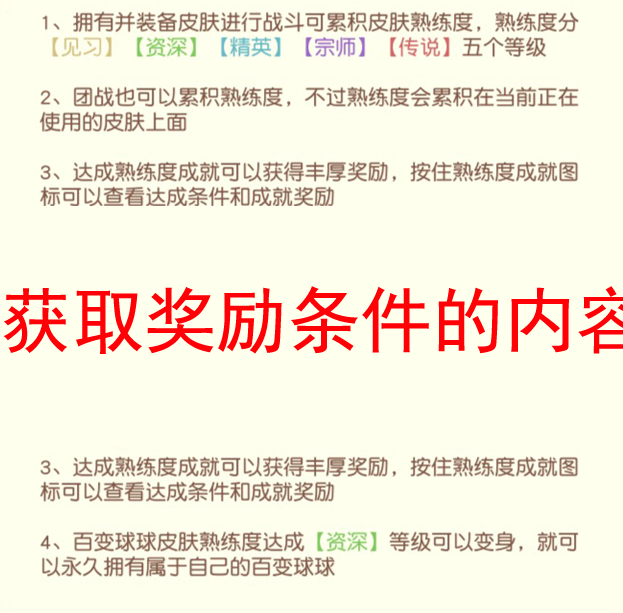 1、拥有并装备皮肤进行战斗可累积皮肤熟练度，熟练度分
【见习】【资深】【精英】【宗师】【传说】五个等级
2、团战也可以累积熟练度，不过熟练度会累积在当前正在
使用的皮肤上面
3、达成熟练度成就可以获得丰厚奖励，按住熟练度成就图
标可以查看达成条件和成就奖励
获取奖励条件的内容
3、达成熟练度成就可以获得丰厚奖励，按住熟练度成就图
标可以查看达成条件和成就奖励
4、百变球球皮肤熟练度达成【资深】等级可以变身，就可
以永久拥有属于自己的百变球球